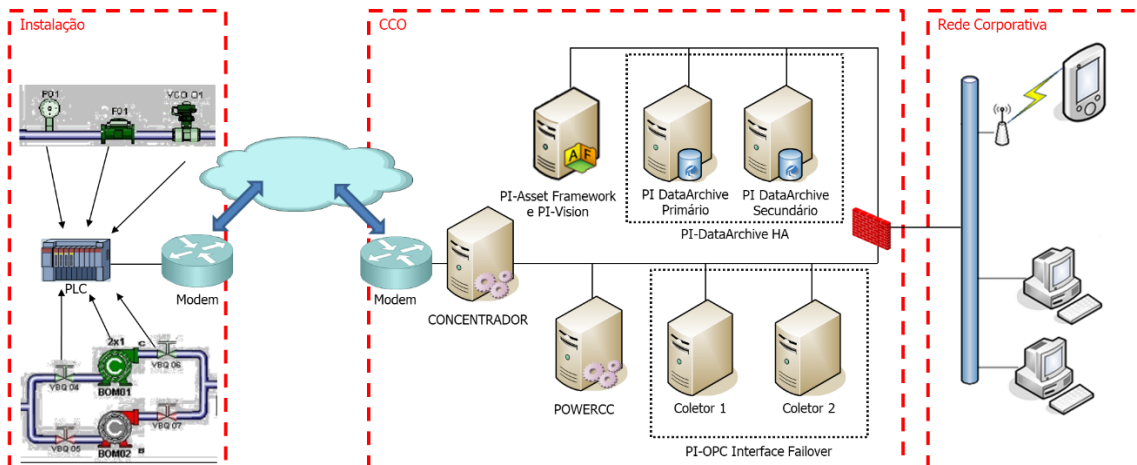 Instalação
P01
F01
VCO 01
PLC
Modem
2x1
C
VBQ 04
VBQ 06
C
BOM01
VBQ 05
VBQ 07
C
BOM02
B
CCO
A F
PI-Asset Framework
e PI-Vision
PI DataArchive
Primário
PI DataArchive
Secundário
PI-DataArchive HA
Modem
CONCENTRADOR
POWERCC
Coletor 1
Coletor 2
PI-OPC Interface Failover
Rede Corporativa